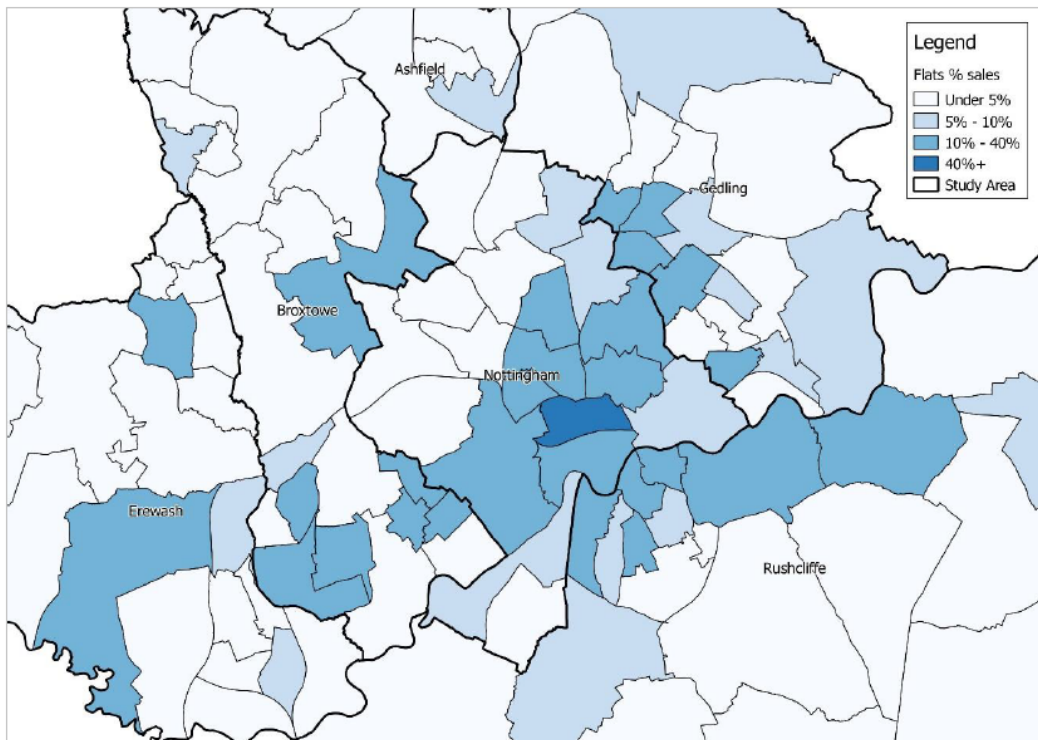 Legend
Flats % sales
Under 5%
5% - 10%
10% - 40%
40%+
Study Area
Ashfield
Gedling
Broxtowe
Nottingham
Erewash
Rushcliffe